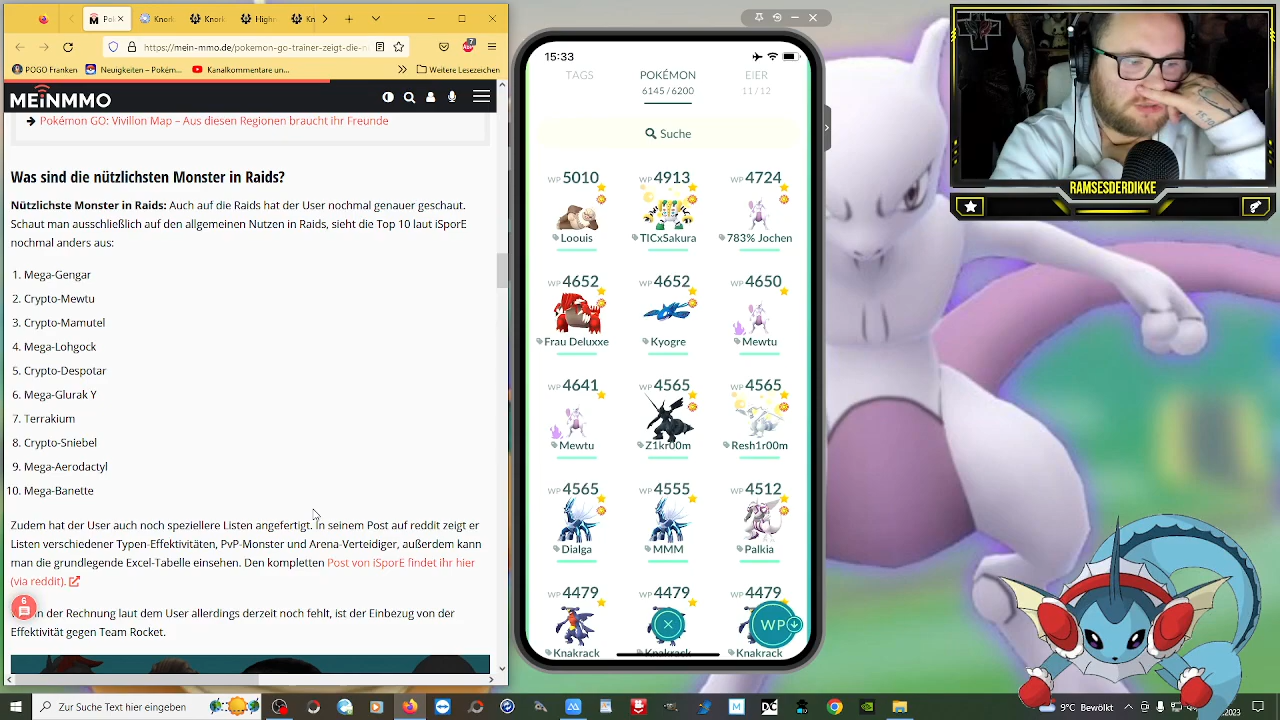 Poi
Knorl
Kn
https://mein-mmo.de/pokemon-go-trainer-zeigt-die-n
POGO
Neuigkeiten – Pokém...
Kanalkommentare un...
Weitere Lesezeichen
MEiNMMO
Pokémon GO: Vivillon Map – Aus diesen Regionen braucht ihr Freunde
Was sind die nützlichsten Monster in Raids?
Nützlichste Monster in Raids: Auch auf die Raids hat der User nochmal genauer geschaut.
Schaut man auf den allgemeinen Nutzen in Raids, sieht die Top 10 laut iSporE
nochmal anders aus:
1. Mega-Gengar
2. Crypto-Mewtu
3. Crypto-Mamutel
4. Mega-Lohgock
5. Crypto-Despotar
6. Mega-Glurak Y
7. Terrakium
8. Crypto-Sniebel
9. Mega-Aerodactyl
10. Mega-Banette
Zudem hat der User auch noch spezielle Listen angefertigt. In seinem Post auf reddit zeigt er
Listen verschiedener Typen-Effektivitäten, PvP-Monster und Arena-Verteidiger, außerdem kann
man die grundlegende Excel-Tabelle einsehen. Den kompletten Post von iSporE findet ihr hier
(via reddit).
der Rechnung laut dem User allerdings derzeit noch fehlt, ist der Einbezug von der
Effektivität gegen Team Rocket.
15:33
TAGS
POKÉMON
EIER
6145 / 6200
11 / 12
Suche
WP 5010
WP 4913
WP 4724
Loouis
TICxSakura
783% Jochen
WP 4652
WP 4652
WP 4650
Frau Deluxxe
Kyogre
Mewtu
WP 4641
WP 4565
WP 4565
Mewtu
Z1kr00m
Resh1r00m
WP 4565
WP 4555
WP 4512
Dialga
MMM
Palkia
WP 4479
WP 4479
WP 4479
WP
Knakrack
Knakrack
Knakrack
RAMSESDERDIKKE
Zur Suche Text hier eingeben
9°C Bewölkt
2023